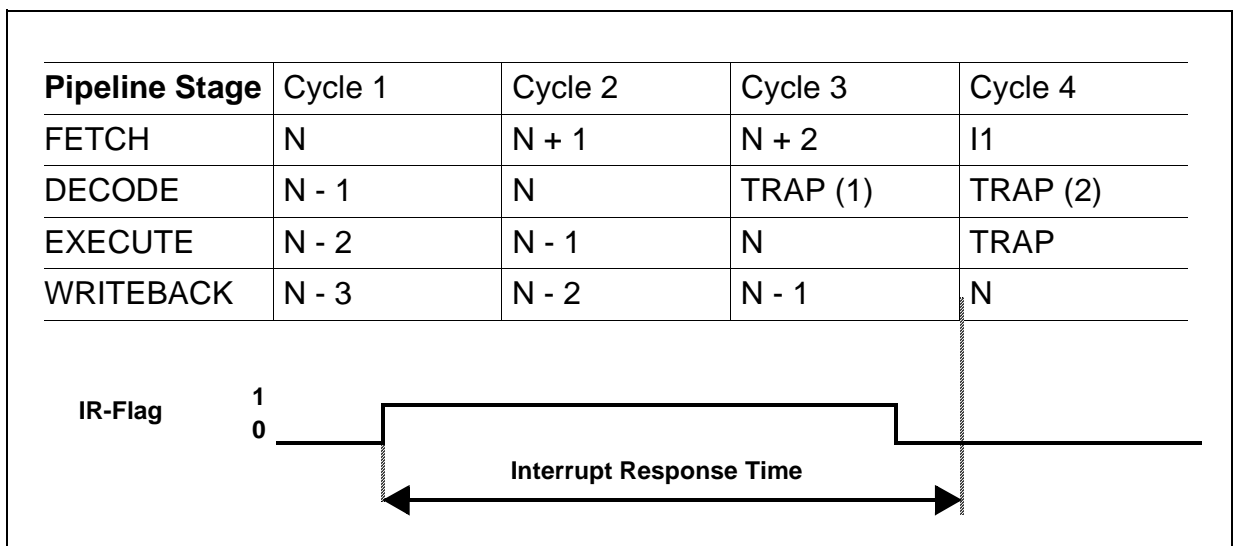 Pipeline Stage Cycle 1 Cycle 2 Cycle 3 Cycle 4
FETCH N N + 1 N + 2 I1
DECODE N - 1 N TRAP (1) TRAP (2)
EXECUTE N - 2 N - 1 N TRAP
WRITEBACK N - 3 N - 2 N - 1 N
1
IR-Flag
0
Interrupt Response Time